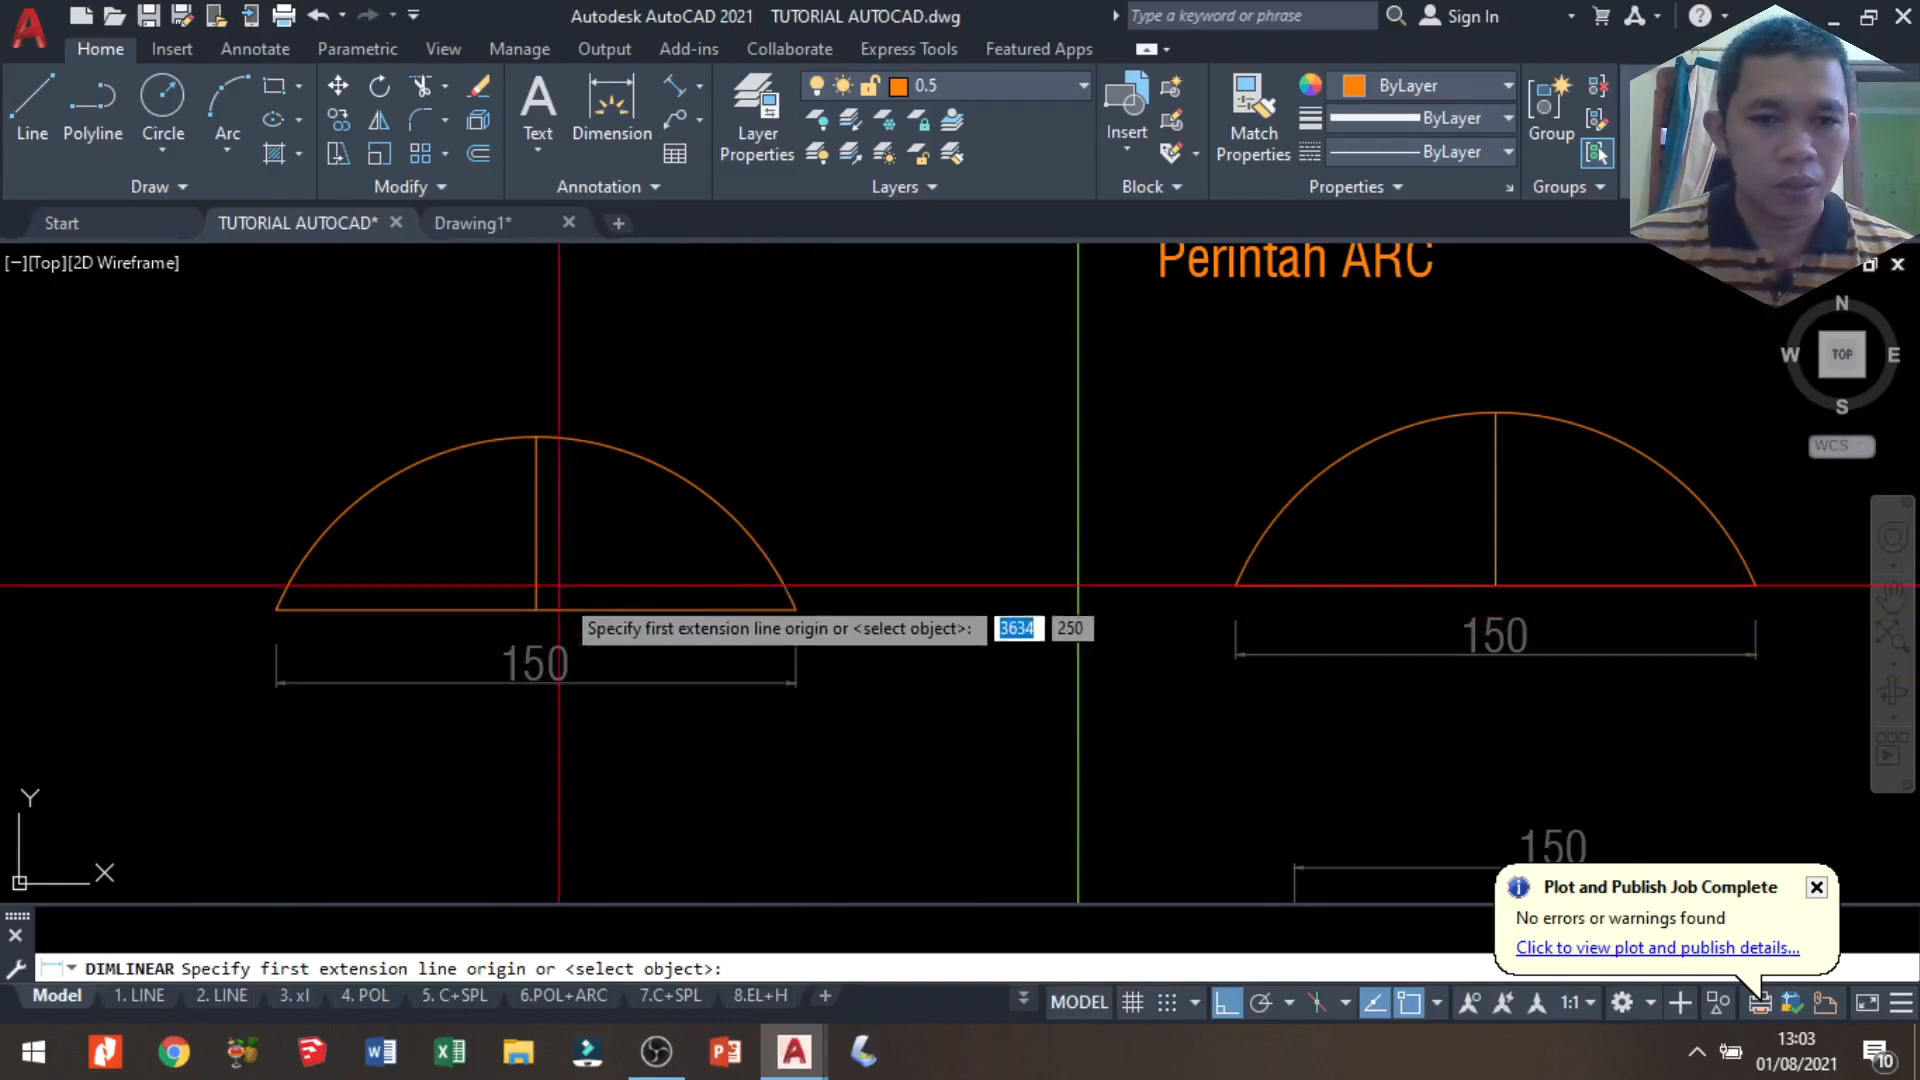 Autodesk AutoCAD 2021 TUTORIAL AUTOCAD.dwg
Type a keyword or phrase
Sign In
Home Insert Annotate Parametric View Manage Output Add-ins Collaborate Express Tools Featured Apps
0.5
ByLayer
ByLayer
ByLayer
Line Polyline Circle Arc
Text Dimension
Layer
Properties
Insert
Match
Properties
Group
Draw Modify Annotation Layers Block Properties Groups
Start TUTORIAL AUTOCAD* Drawing1*
[−][Top][2D Wireframe]
Perintah ARC
N
W TOP E
S
WCS
Specify first extension line origin or <select object>: 3634 250
150
150
150
Y
X
Plot and Publish Job Complete
No errors or warnings found
Click to view plot and publish details...
DIMLINEAR Specify first extension line origin or <select object>:
Model 1. LINE 2. LINE 3. xl 4. POL 5. C+SPL 6.POL+ARC 7.C+SPL 8.EL+H
MODEL 1:1
13:03
01/08/2021
10